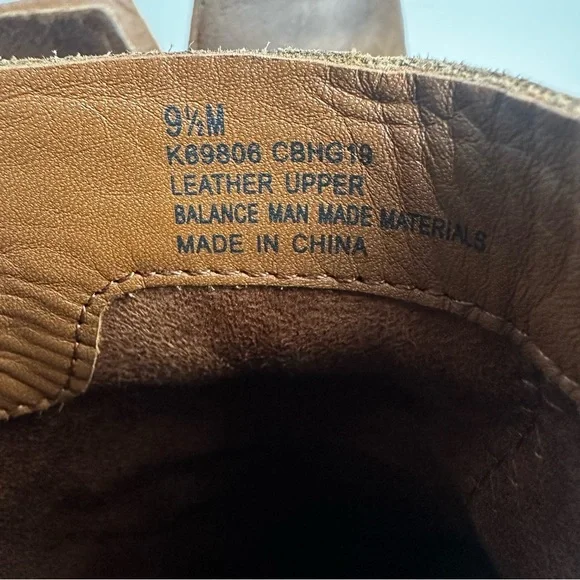 9½M
K69806 CBHG19
LEATHER UPPER
BALANCE MAN MADE MATERIALS
MADE IN CHINA